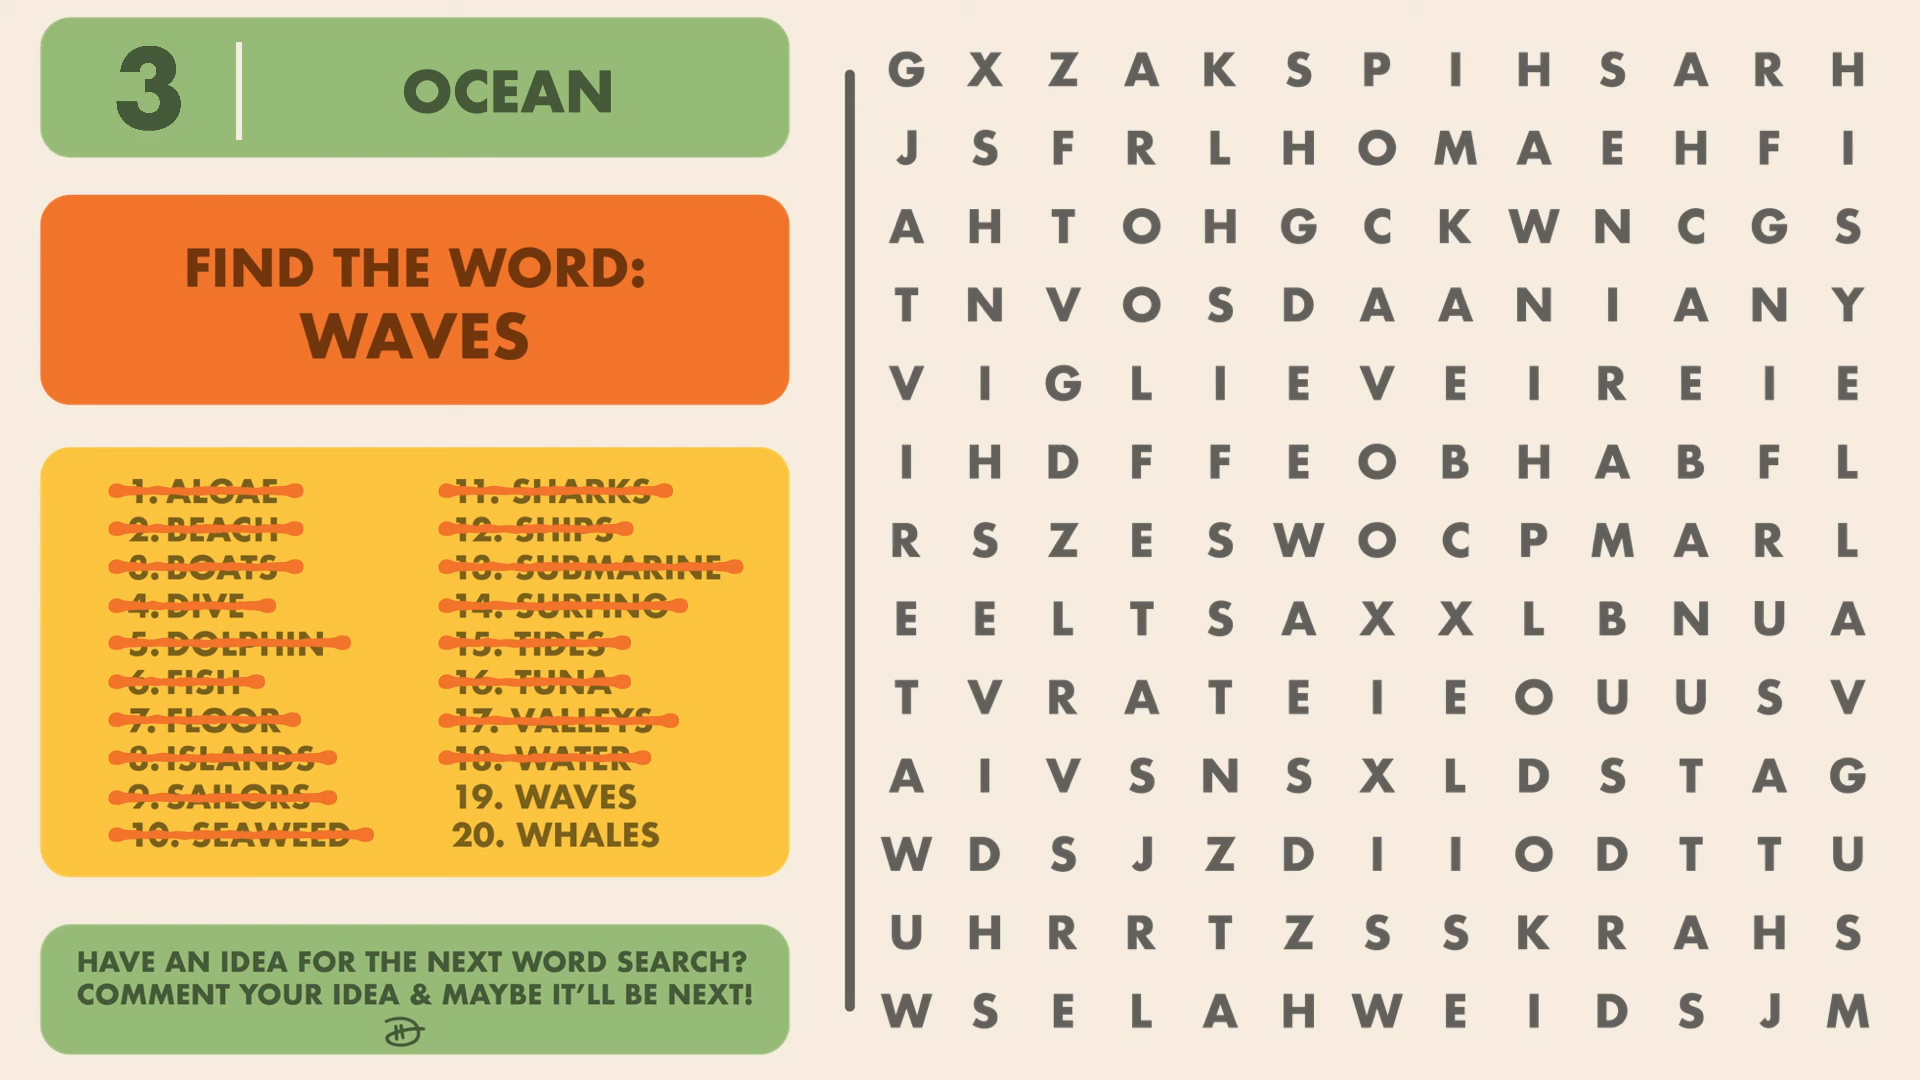 3
OCEAN
FIND THE WORD:
WAVES
1. ALGAE
2. BEACH
3. BOATS
4. DIVE
5. DOLPHIN
6. FISH
7. FLOOR
8. ISLANDS
9. SAILORS
10. SEAWEED
11. SHARKS
12. SHIPS
13. SUBMARINE
14. SURFING
15. TIDES
16. TUNA
17. VALLEYS
18. WATER
19. WAVES
20. WHALES
HAVE AN IDEA FOR THE NEXT WORD SEARCH?
COMMENT YOUR IDEA & MAYBE IT'LL BE NEXT!
G X Z A K S P I H S A R H
J S F R L H O M A E H F I
A H T O H G C K W N C G S
T N V O S D A A N I A N Y
V I G L I E V E I R E I E
I H D F F E O B H A B F L
R S Z E S W O C P M A R L
E E L T S A X X L B N U A
T V R A T E I E O U U S V
A I V S N S X L D S T A G
W D S J Z D I I O D T T U
U H R R T Z S S K R A H S
W S E L A H W E I D S J M